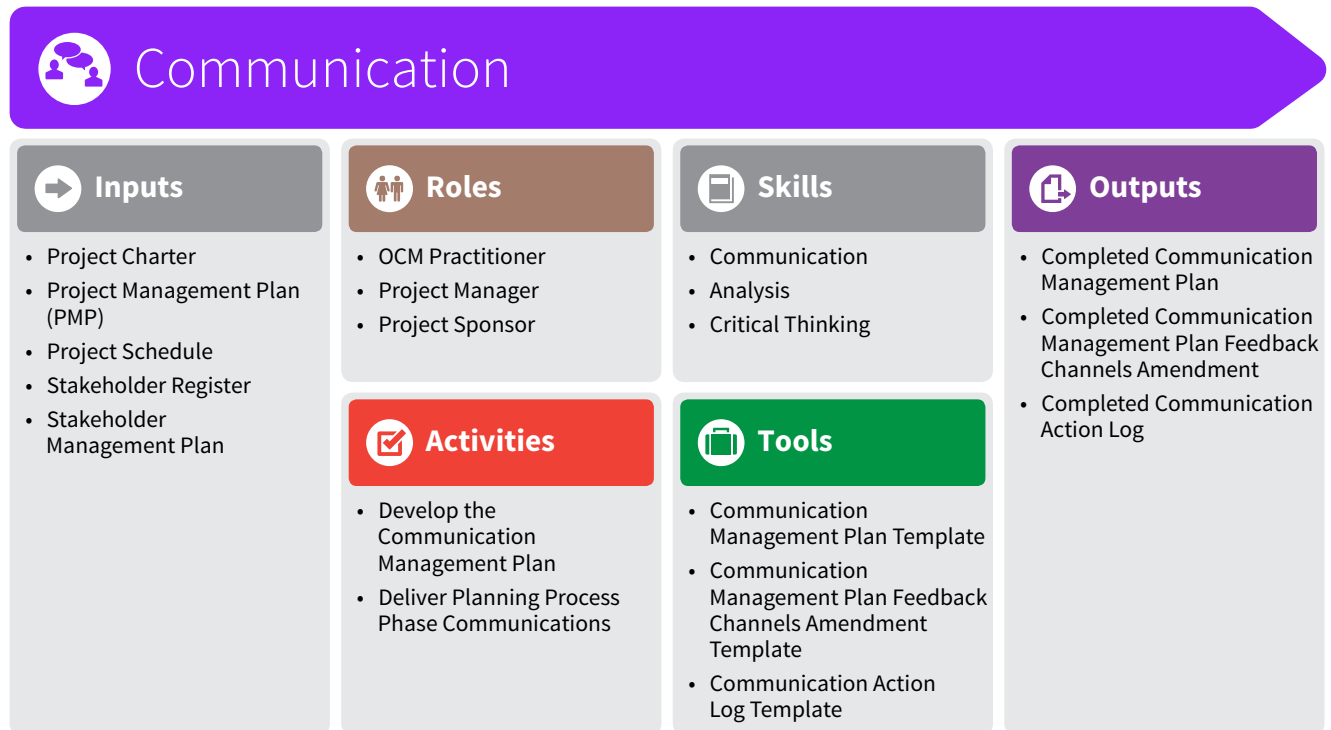 Communication
Inputs
• Project Charter
• Project Management Plan
(PMP)
• Project Schedule
• Stakeholder Register
• Stakeholder
Management Plan
Roles
• OCM Practitioner
• Project Manager
• Project Sponsor
Activities
• Develop the
Communication
Management Plan
• Deliver Planning Process
Phase Communications
Skills
• Communication
• Analysis
• Critical Thinking
Tools
• Communication
Management Plan Template
• Communication
Management Plan Feedback
Channels Amendment
Template
• Communication Action
Log Template
Outputs
• Completed Communication
Management Plan
• Completed Communication
Management Plan Feedback
Channels Amendment
• Completed Communication
Action Log